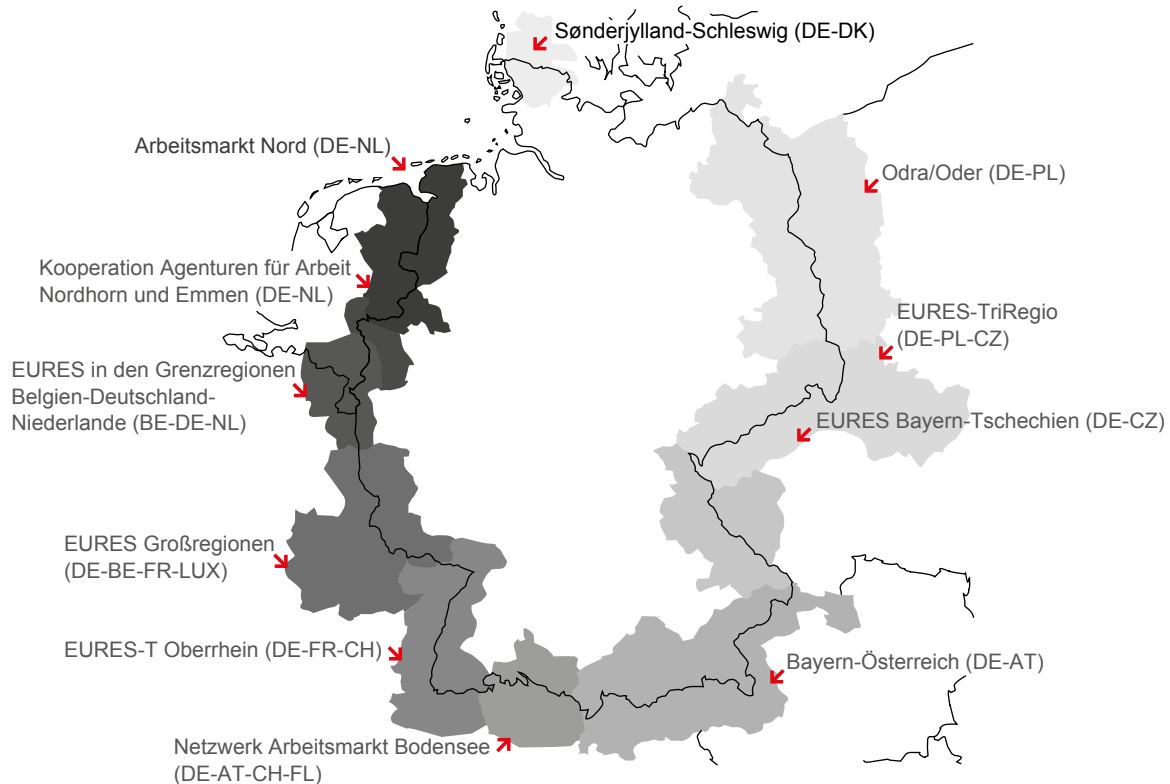 Sønderjylland-Schleswig (DE-DK)
Arbeitsmarkt Nord (DE-NL)
Odra/Oder (DE-PL)
Kooperation Agenturen für Arbeit
Nordhorn und Emmen (DE-NL)
EURES-TriRegio
(DE-PL-CZ)
EURES in den Grenzregionen
Belgien-Deutschland-
Niederlande (BE-DE-NL)
EURES Bayern-Tschechien (DE-CZ)
EURES Großregionen
(DE-BE-FR-LUX)
EURES-T Oberrhein (DE-FR-CH)
Bayern-Österreich (DE-AT)
Netzwerk Arbeitsmarkt Bodensee
(DE-AT-CH-FL)